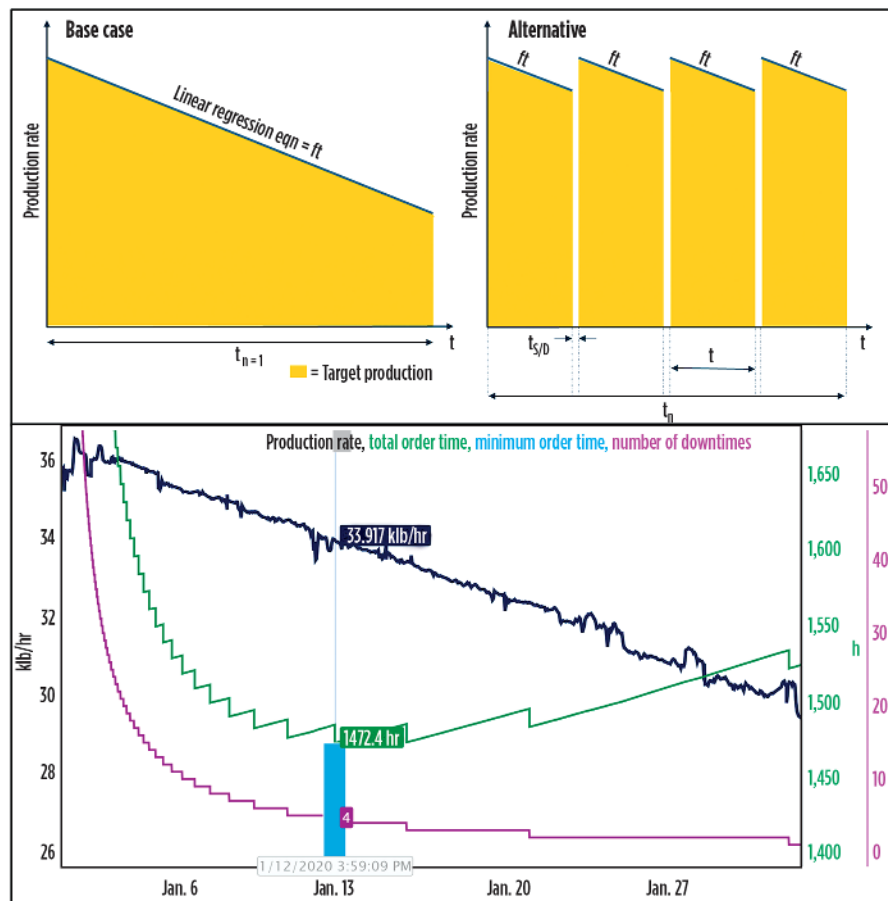 Base case
Production rate
Linear regression eqn = ft
t
t n = 1
= Target production
Alternative
Production rate
ft
ft
ft
ft
t
t S/D
t
t n
Production rate, total order time, minimum order time, number of downtimes
klb/hr
36
34
32
30
28
26
33.917 klb/hr
1472.4 hr
4
1/12/2020 3:59:09 PM
1,650
1,600
1,550
1,500
1,450
1,400
h
50
40
30
20
10
0
Jan. 6
Jan. 13
Jan. 20
Jan. 27